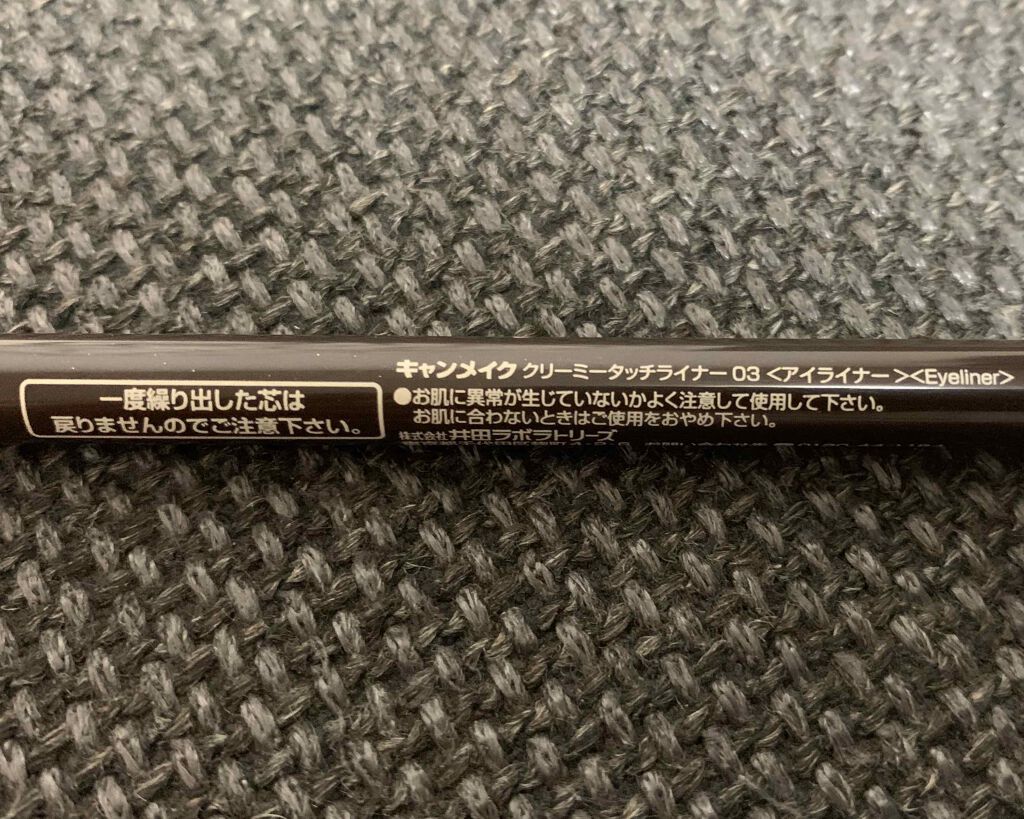 一度繰り出した芯は
戻りませんのでご注意下さい。
キャンメイク クリーミータッチライナー 03 <アイライナー><Eyeliner>
●お肌に異常が生じていないかよく注意して使用して下さい。
お肌に合わないときはご使用をおやめ下さい。
株式会社 井田ラボラトリーズ